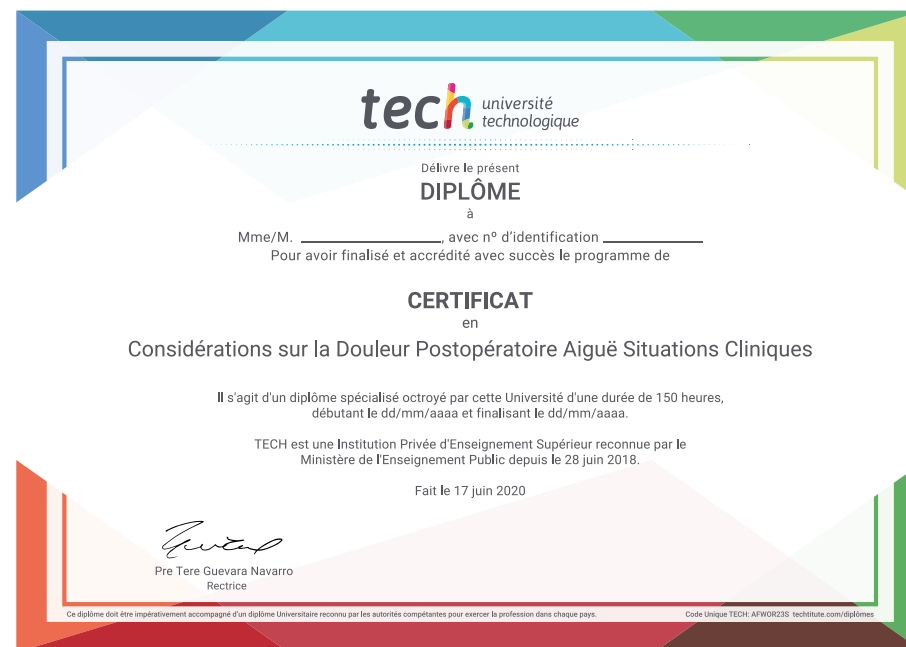 tech université
technologique
Délivre le présent
DIPLÔME
à
Mme/M. ____________________, avec nº d'identification ______________
Pour avoir finalisé et accrédité avec succès le programme de
CERTIFICAT
en
Considérations sur la Douleur Postopératoire Aiguë Situations Cliniques
Il s'agit d'un diplôme spécialisé octroyé par cette Université d'une durée de 150 heures,
débutant le dd/mm/aaaa et finalisant le dd/mm/aaaa.
TECH est une Institution Privée d'Enseignement Supérieur reconnue par le
Ministère de l'Enseignement Public depuis le 28 juin 2018.
Fait le 17 juin 2020
Pre Tere Guevara Navarro
Rectrice
Ce diplôme doit être impérativement accompagné d'un diplôme Universitaire reconnu par les autorités compétantes pour exercer la profession dans chaque pays.
Code Unique TECH: AFWOR23S techtitute.com/diplômes